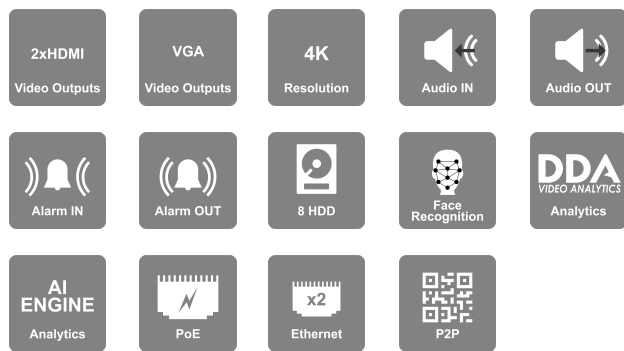 2xHDMI
Video Outputs
VGA
Video Outputs
4K
Resolution
Audio IN
Audio OUT
Alarm IN
Alarm OUT
8 HDD
Face
Recognition
DDA
VIDEO ANALYTICS
Analytics
AI
ENGINE
Analytics
PoE
x2
Ethernet
P2P